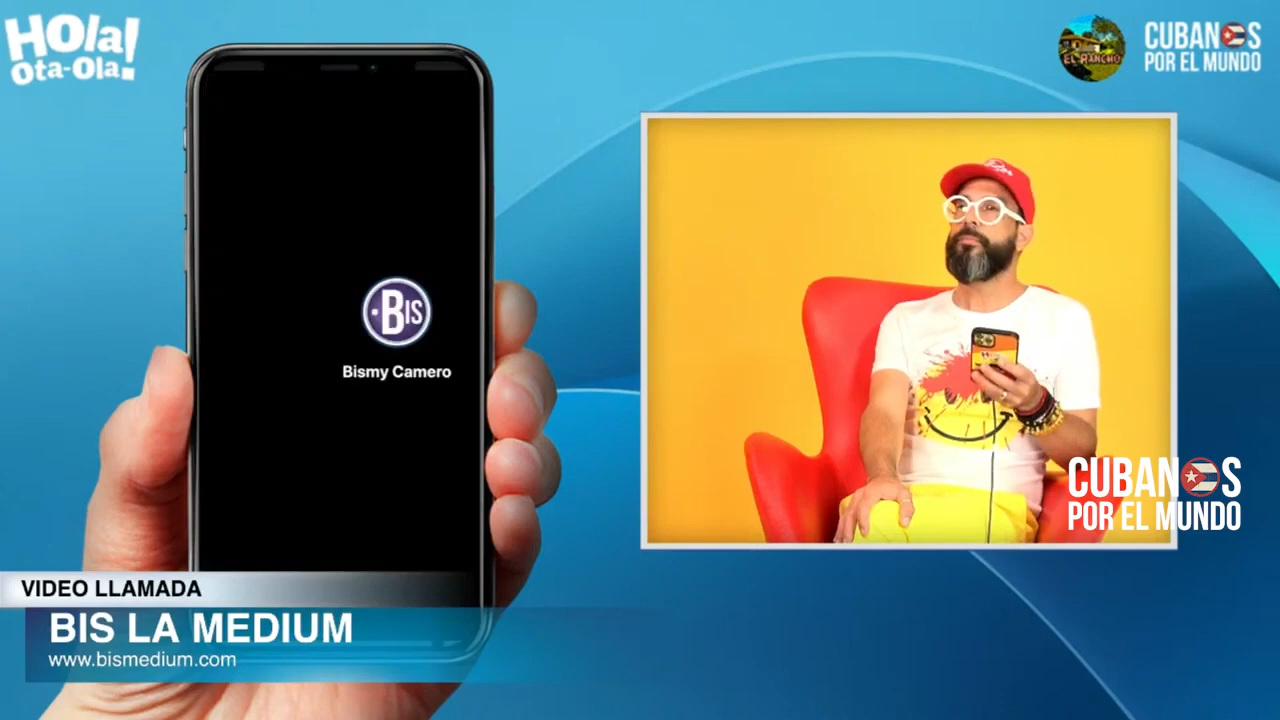 HOla!
Ota-Ola!
EL RANCHO
CUBANOS
POR EL MUNDO
BIS
Bismy Camero
CUBANOS
POR EL MUNDO
VIDEO LLAMADA
BIS LA MEDIUM
www.bismedium.com